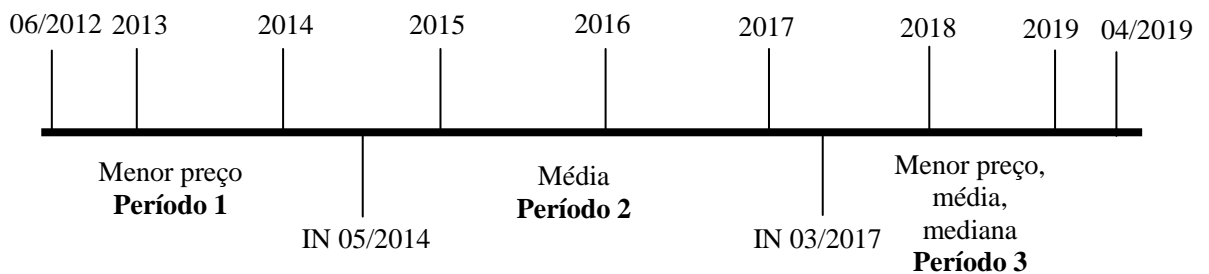 06/2012 2013 2014 2015 2016 2017 2018 2019 04/2019
Menor preço
Período 1
IN 05/2014
Média
Período 2
IN 03/2017
Menor preço,
média,
mediana
Período 3